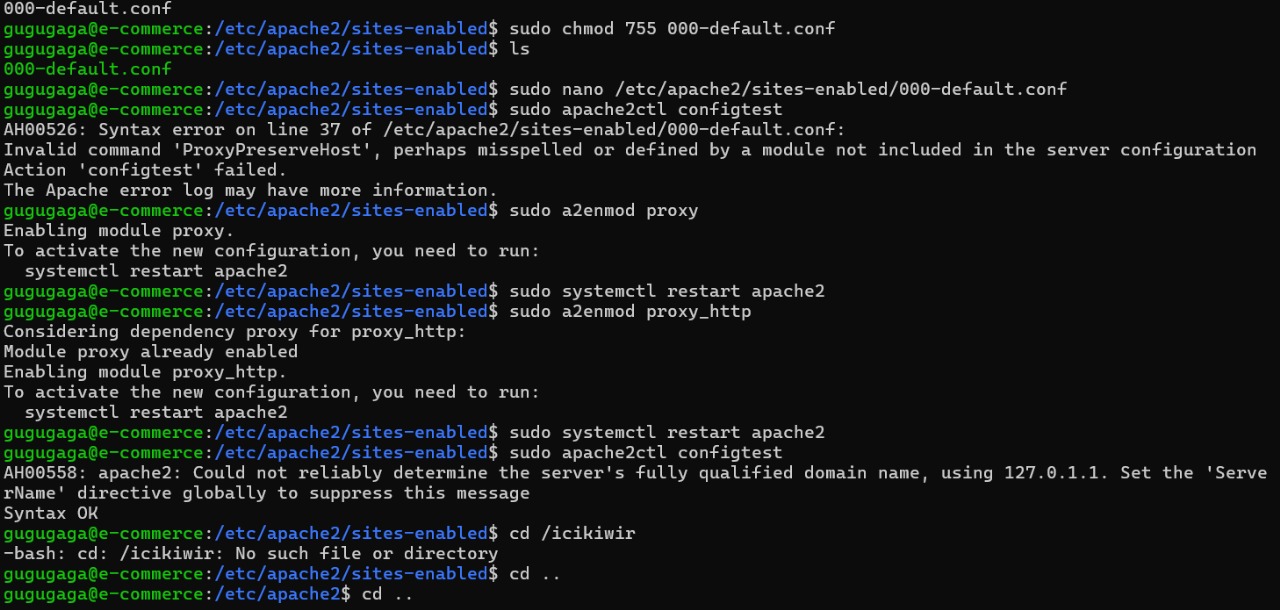 000-default.conf
gugugaga@e-commerce:/etc/apache2/sites-enabled$ sudo chmod 755 000-default.conf
gugugaga@e-commerce:/etc/apache2/sites-enabled$ ls
000-default.conf
gugugaga@e-commerce:/etc/apache2/sites-enabled$ sudo nano /etc/apache2/sites-enabled/000-default.conf
gugugaga@e-commerce:/etc/apache2/sites-enabled$ sudo apache2ctl configtest
AH00526: Syntax error on line 37 of /etc/apache2/sites-enabled/000-default.conf:
Invalid command 'ProxyPreserveHost', perhaps misspelled or defined by a module not included in the server configuration
Action 'configtest' failed.
The Apache error log may have more information.
gugugaga@e-commerce:/etc/apache2/sites-enabled$ sudo a2enmod proxy
Enabling module proxy.
To activate the new configuration, you need to run:
  systemctl restart apache2
gugugaga@e-commerce:/etc/apache2/sites-enabled$ sudo systemctl restart apache2
gugugaga@e-commerce:/etc/apache2/sites-enabled$ sudo a2enmod proxy_http
Considering dependency proxy for proxy_http:
Module proxy already enabled
Enabling module proxy_http.
To activate the new configuration, you need to run:
  systemctl restart apache2
gugugaga@e-commerce:/etc/apache2/sites-enabled$ sudo systemctl restart apache2
gugugaga@e-commerce:/etc/apache2/sites-enabled$ sudo apache2ctl configtest
AH00558: apache2: Could not reliably determine the server's fully qualified domain name, using 127.0.1.1. Set the 'Serve
rName' directive globally to suppress this message
Syntax OK
gugugaga@e-commerce:/etc/apache2/sites-enabled$ cd /icikiwir
-bash: cd: /icikiwir: No such file or directory
gugugaga@e-commerce:/etc/apache2/sites-enabled$ cd ..
gugugaga@e-commerce:/etc/apache2$ cd ..